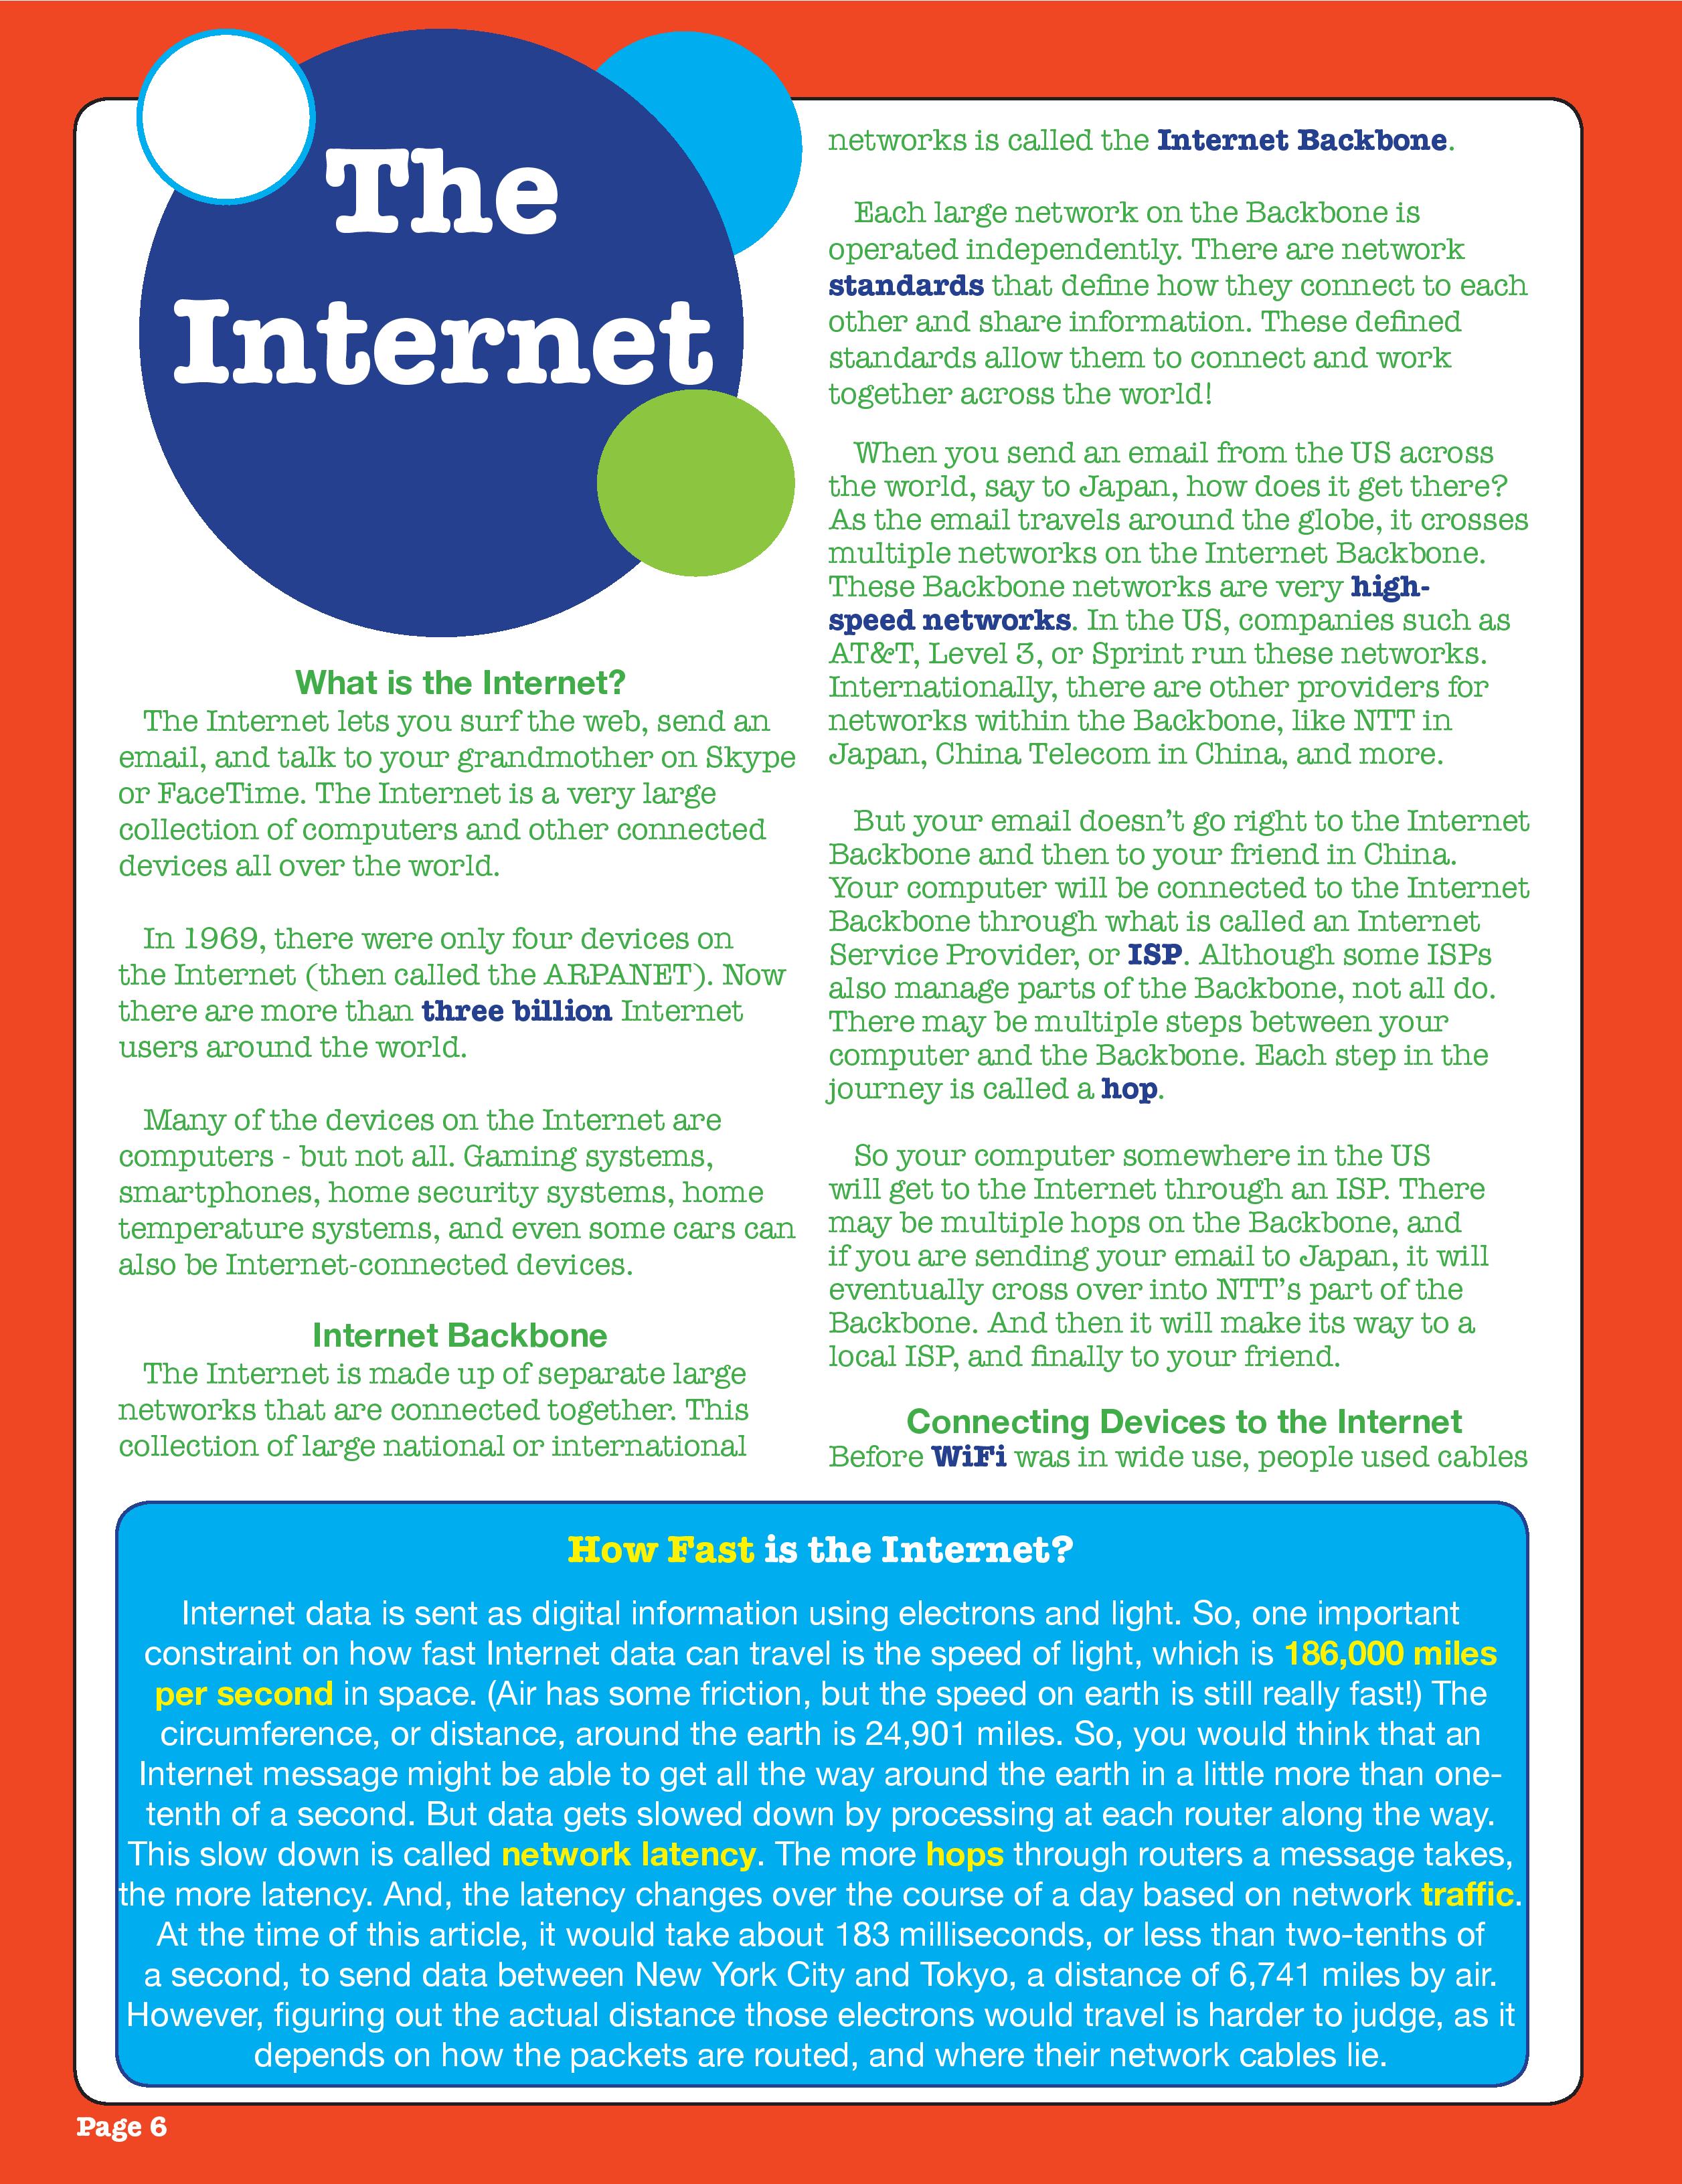 The
Internet
What is the Internet?
The Internet lets you surf the web, send an
email, and talk to your grandmother on Skype
or FaceTime. The Internet is a very large
collection of computers and other connected
devices all over the world.
In 1969, there were only four devices on
the Internet (then called the ARPANET). Now
there are more than three billion Internet
users around the world.
Many of the devices on the Internet are
computers - but not all. Gaming systems,
smartphones, home security systems, home
temperature systems, and even some cars can
also be Internet-connected devices.
Internet Backbone
The Internet is made up of separate large
networks that are connected together. This
collection of large national or international
networks is called the Internet Backbone.
Each large network on the Backbone is
operated independently. There are network
standards that define how they connect to each
other and share information. These defined
standards allow them to connect and work
together across the world!
When you send an email from the US across
the world, say to Japan, how does it get there?
As the email travels around the globe, it crosses
multiple networks on the Internet Backbone.
These Backbone networks are very high-
speed networks. In the US, companies such as
AT&T, Level 3, or Sprint run these networks.
Internationally, there are other providers for
networks within the Backbone, like NTT in
Japan, China Telecom in China, and more.
But your email doesn't go right to the Internet
Backbone and then to your friend in China.
Your computer will be connected to the Internet
Backbone through what is called an Internet
Service Provider, or ISP. Although some ISPs
also manage parts of the Backbone, not all do.
There may be multiple steps between your
computer and the Backbone. Each step in the
journey is called a hop.
So your computer somewhere in the US
will get to the Internet through an ISP. There
may be multiple hops on the Backbone, and
if you are sending your email to Japan, it will
eventually cross over into NTT's part of the
Backbone. And then it will make its way to a
local ISP, and finally to your friend.
Connecting Devices to the Internet
Before WiFi was in wide use, people used cables
How Fast is the Internet?
Internet data is sent as digital information using electrons and light. So, one important
constraint on how fast Internet data can travel is the speed of light, which is 186,000 miles
per second in space. (Air has some friction, but the speed on earth is still really fast!) The
circumference, or distance, around the earth is 24,901 miles. So, you would think that an
Internet message might be able to get all the way around the earth in a little more than one-
tenth of a second. But data gets slowed down by processing at each router along the way.
This slow down is called network latency. The more hops through routers a message takes,
the more latency. And, the latency changes over the course of a day based on network traffic.
At the time of this article, it would take about 183 milliseconds, or less than two-tenths of
a second, to send data between New York City and Tokyo, a distance of 6,741 miles by air.
However, figuring out the actual distance those electrons would travel is harder to judge, as it
depends on how the packets are routed, and where their network cables lie.
Page 6